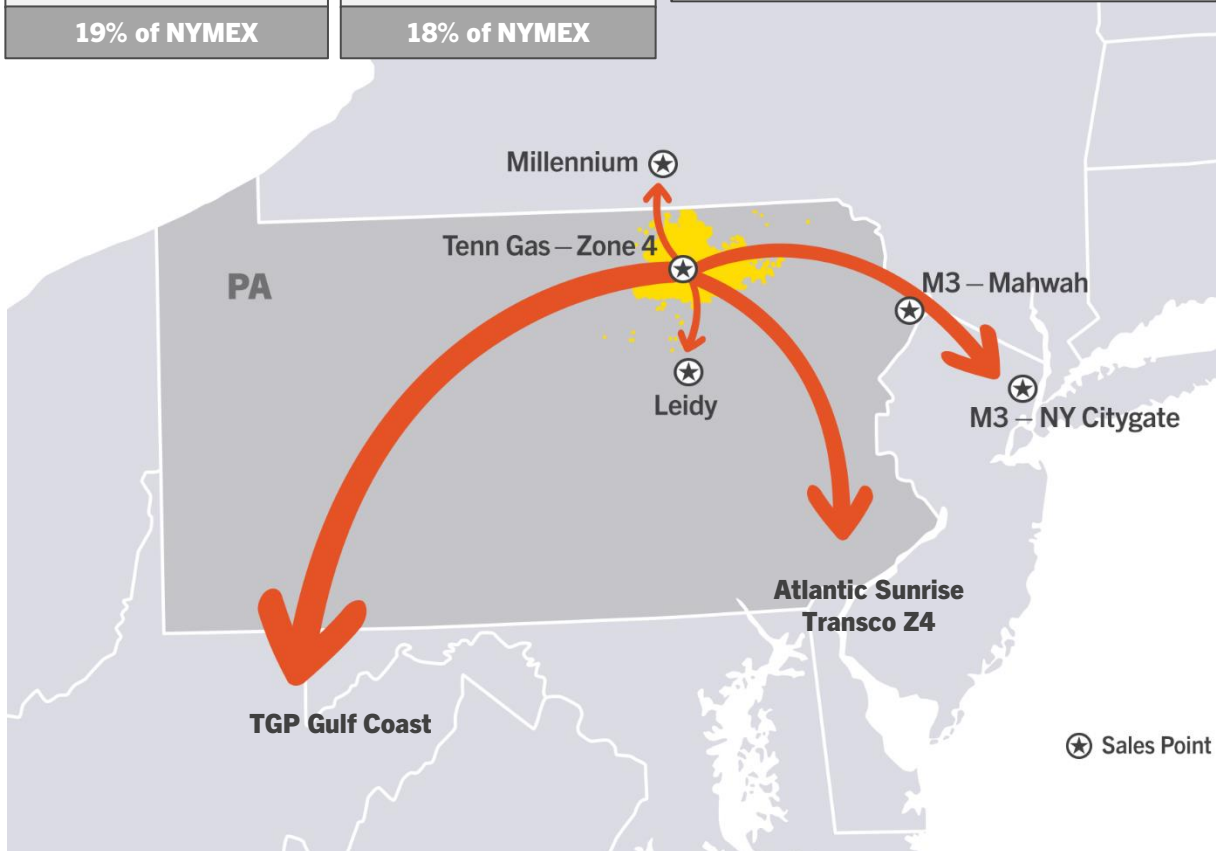 19% of NYMEX
18% of NYMEX
Millennium
Tenn Gas – Zone 4
PA
M3 – Mahwah
Leidy
M3 – NY Citygate
Atlantic Sunrise
Transco Z4
TGP Gulf Coast
Sales Point